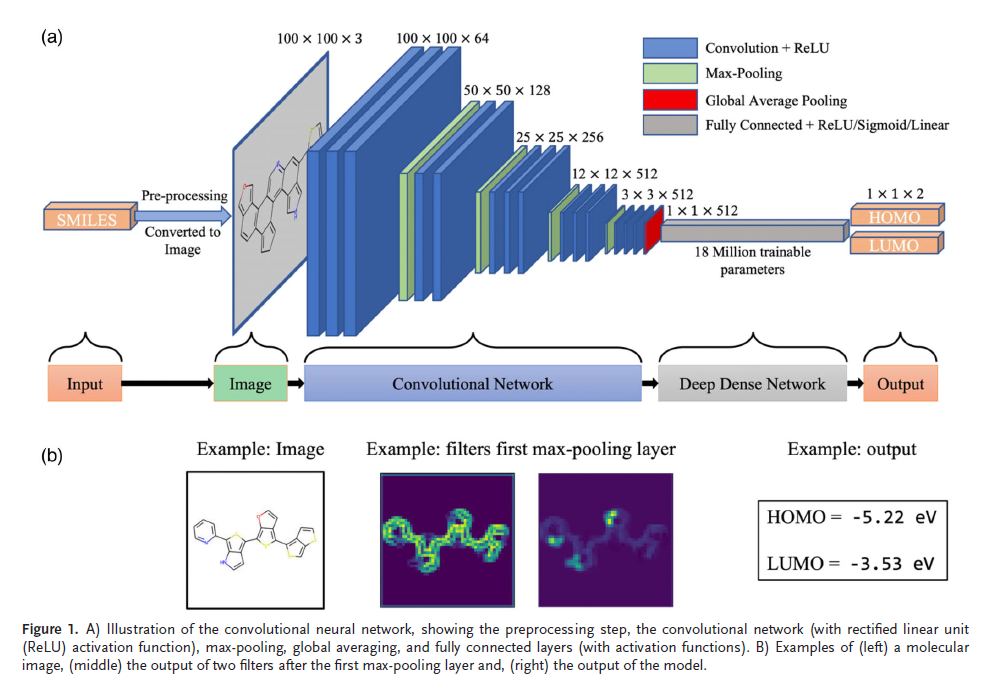 (a)
100 × 100 × 3
100 × 100 × 64
50 × 50 × 128
25 × 25 × 256
12 × 12 × 512
3 × 3 × 512
1 × 1 × 512
1 × 1 × 2
Convolution + ReLU
Max-Pooling
Global Average Pooling
Fully Connected + ReLU/Sigmoid/Linear
SMILES
Pre-processing
Converted to
Image
18 Million trainable
parameters
HOMO
LUMO
Input
Image
Convolutional Network
Deep Dense Network
Output
(b)
Example: Image
Example: filters first max-pooling layer
Example: output
HOMO = -5.22 eV
LUMO = -3.53 eV
Figure 1. A) Illustration of the convolutional neural network, showing the preprocessing step, the convolutional network (with rectified linear unit
(ReLU) activation function), max-pooling, global averaging, and fully connected layers (with activation functions). B) Examples of (left) a molecular
image, (middle) the output of two filters after the first max-pooling layer and, (right) the output of the model.